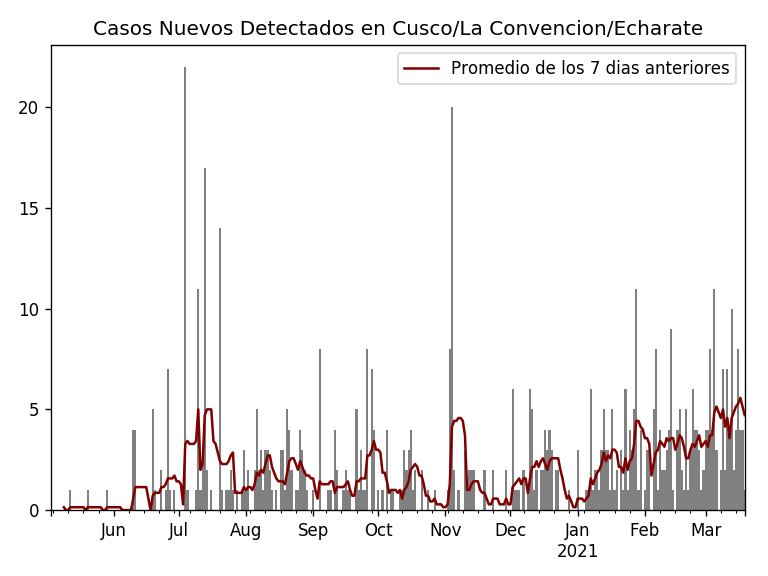 Casos Nuevos Detectados en Cusco/La Convencion/Echarate
Promedio de los 7 dias anteriores
20
15
10
5
0
Jun Jul Aug Sep Oct Nov Dec Jan Feb Mar
2021